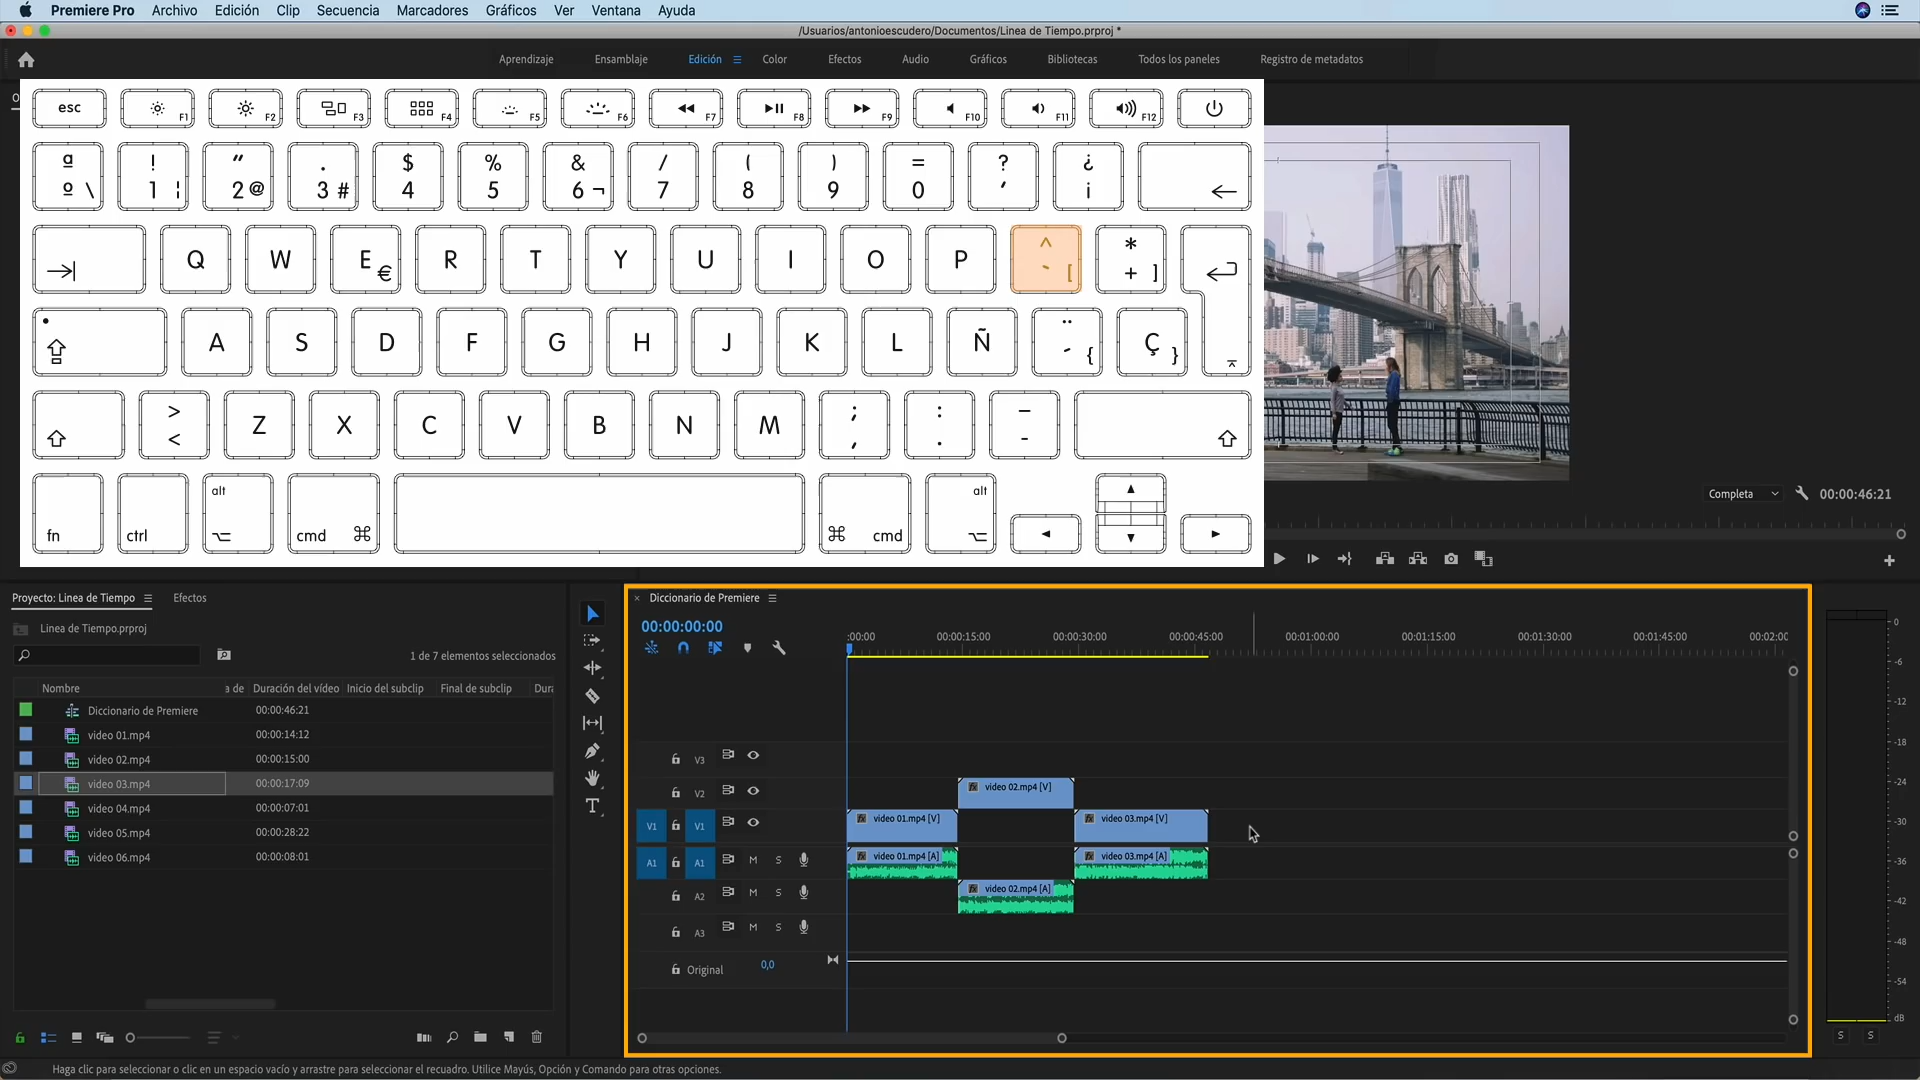 Premiere Pro Archivo Edición Clip Secuencia Marcadores Gráficos Ver Ventana Ayuda
/Usuarios/antonioescudero/Documentos/Linea de Tiempo.prproj *
Aprendizaje Ensamblaje Edición Color Efectos Audio Gráficos Bibliotecas Todos los paneles Registro de metadatos
esc F1 F2 F3 F4 F5 F6 F7 F8 F9 F10 F11 F12
ª ! " . $ % & / ( ) = ? ¿
º \ 1 ¦ 2 @ 3 # 4 5 6 ¬ 7 8 9 0 ' ¡
Q W E € R T Y U I O P ^ ` [ * + ]
A S D F G H J K L Ñ ¨ ´ { Ç }
> < Z X C V B N M ; , : . _ -
alt alt
fn ctrl cmd ⌘ ⌘ cmd
Completa 00:00:46:21
Proyecto: Linea de Tiempo Efectos
Linea de Tiempo.prproj
1 de 7 elementos seleccionados
Nombre a de Duración del vídeo Inicio del subclip Final de subclip Dura
Diccionario de Premiere 00:00:46:21
video 01.mp4 00:00:14:12
video 02.mp4 00:00:15:00
video 03.mp4 00:00:17:09
video 04.mp4 00:00:07:01
video 05.mp4 00:00:28:22
video 06.mp4 00:00:08:01
× Diccionario de Premiere
00:00:00:00
:00:00 00:00:15:00 00:00:30:00 00:00:45:00 00:01:00:00 00:01:15:00 00:01:30:00 00:01:45:00 00:02:00
V3
V2 fx video 02.mp4 [V]
V1 V1 fx video 01.mp4 [V] fx video 03.mp4 [V]
A1 A1 M S fx video 01.mp4 [A] fx video 03.mp4 [A]
A2 M S fx video 02.mp4 [A]
A3 M S
Original 0,0
0
-6
-12
-18
-24
-30
-36
-42
-48
-54
dB
S S
Haga clic para seleccionar o clic en un espacio vacío y arrastre para seleccionar el recuadro. Utilice Mayús, Opción y Comando para otras opciones.